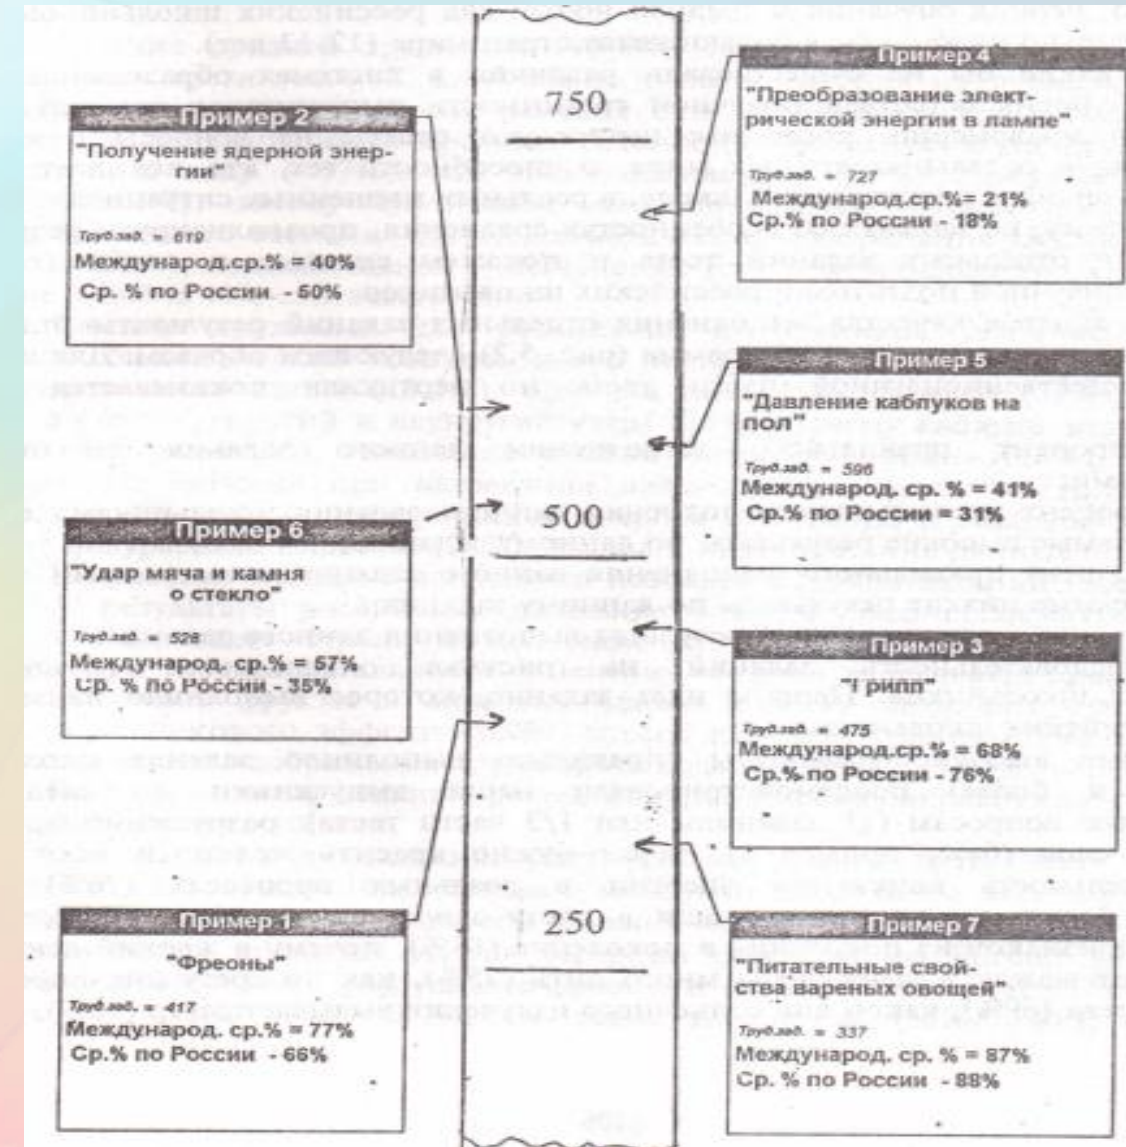 750
500
250
Пример 2
"Получение ядерной энер-
гии"
Труд.зад. = 610
Международ.ср.% = 40%
Ср. % по России - 50%
Пример 6
"Удар мяча и камня
о стекло"
Труд.зад. = 528
Международ. ср.% = 57%
Ср. % по России - 35%
Пример 1
"Фреоны"
Труд.зад. = 417
Международ. ср.% = 77%
Ср.% по России - 66%
Пример 4
"Преобразование элект-
рической энергии в лампе"
Труд.зад. = 727
Международ.ср.%= 21%
Ср.% по России - 18%
Пример 5
"Давление каблуков на
пол"
Труд.зад. = 596
Международ. ср. % = 41%
Ср.% по России = 31%
Пример 3
"Грипп"
Труд.зад. = 475
Международ.ср.% = 68%
Ср.% по России - 76%
Пример 7
"Питательные свой-
ства вареных овощей"
Труд.зад. = 337
Международ. ср. % = 87%
Ср. % по России - 88%